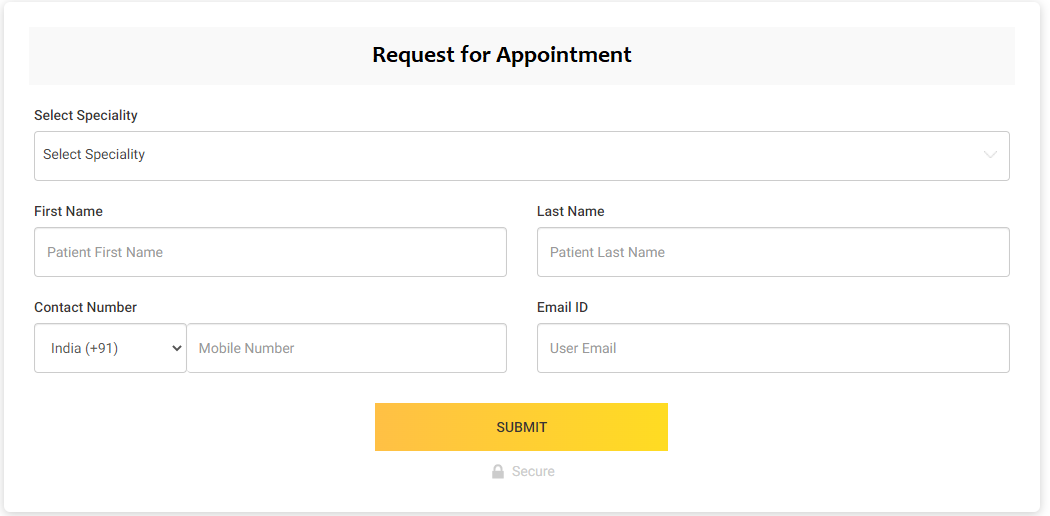 Request for Appointment
Select Speciality
Select Speciality
First Name Last Name
Patient First Name Patient Last Name
Contact Number Email ID
India (+91) Mobile Number User Email
SUBMIT
Secure